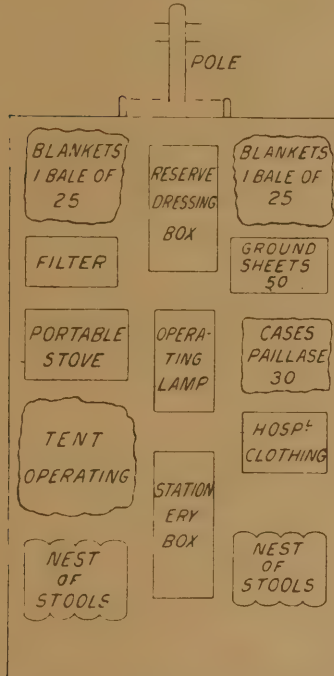 POLE
BLANKETS
1 BALE OF
25
RESERVE
DRESSING
BOX
BLANKETS
1 BALE OF
25
FILTER
GROUND
SHEETS
50
PORTABLE
STOVE
OPERA-
TING
LAMP
CASES
PAILLASE
30
TENT
OPERATING
HOSPL
CLOTHING
STATION
ERY
BOX
NEST
OF
STOOLS
NEST
OF
STOOLS